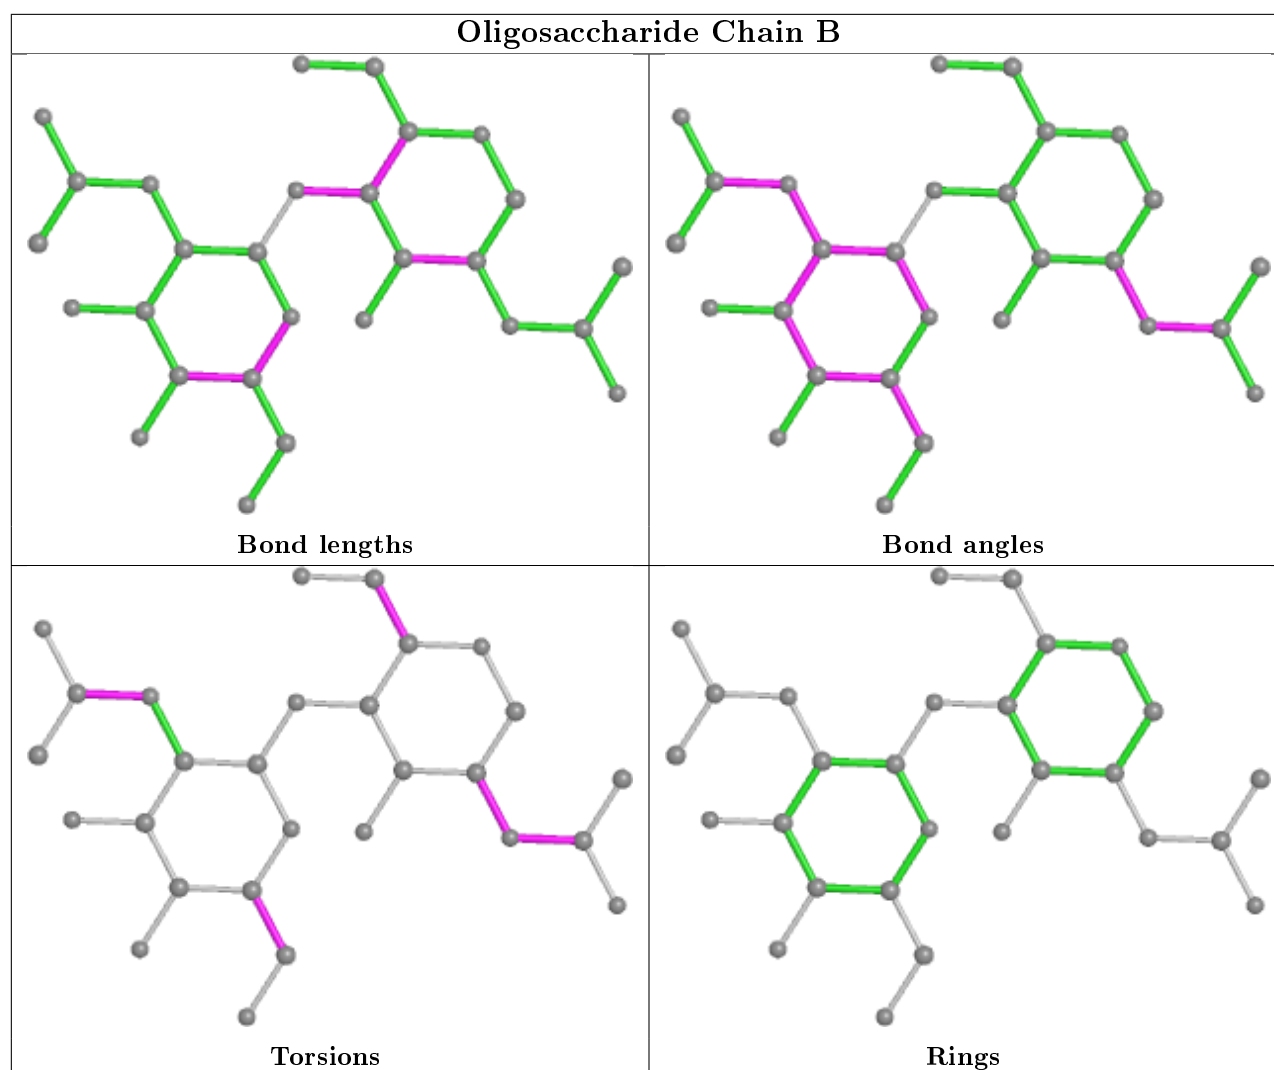 Oligosaccharide Chain B
Bond lengths
Bond angles
Torsions
Rings